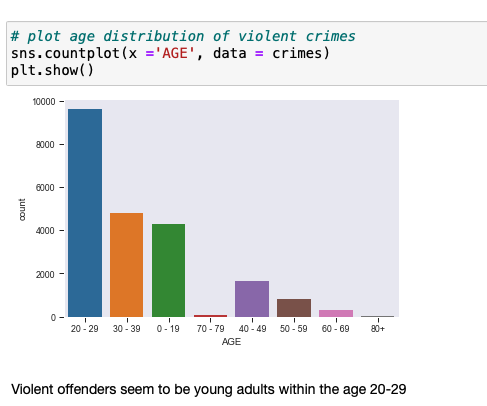 # plot age distribution of violent crimes
sns.countplot(x ='AGE', data = crimes)
plt.show()
10000
8000
6000
4000
2000
0
count
20 - 29 30 - 39 0 - 19 70 - 79 40 - 49 50 - 59 60 - 69 80+
AGE
Violent offenders seem to be young adults within the age 20-29